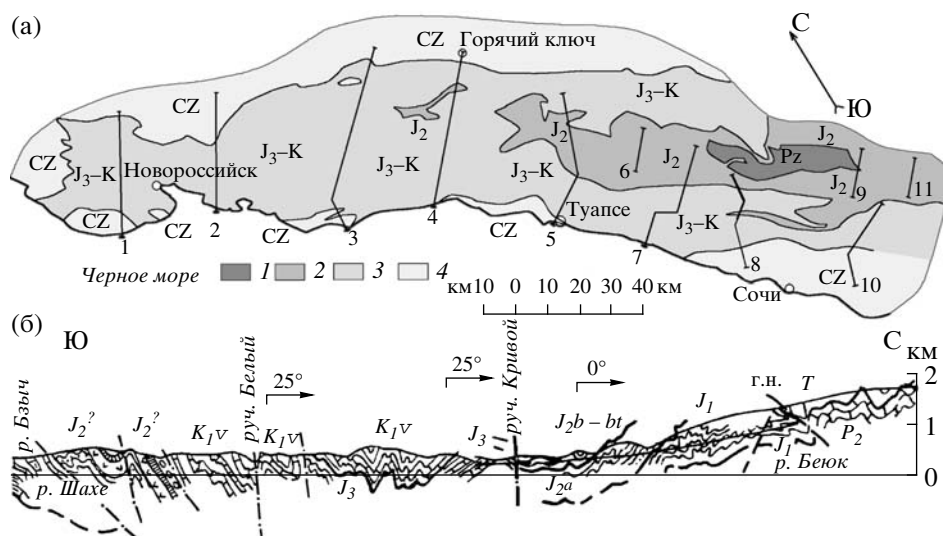 (а)
С
Ю
CZ
Горячий ключ
CZ
J₃–K
J₂
J₂
J₂
CZ
J₃–K
J₂
Pz
6
J₃–K
Новороссийск
J₃–K
J₃–K
J₂
9
11
Туапсе
J₃–K
CZ
CZ
1
2
CZ
3
4
CZ
5
7
8
CZ
10
Сочи
Черное море
1
2
3
4
км
10
0
10
20
30
40
км
(б)
Ю
С
км
р. Бзыч
J₂?
J₂?
руч. Белый
25°
25°
руч. Кривой
0°
г.н.
T
2
K₁v
K₁v
K₁v
J₃
J₂b – bt
J₁
P₂
1
J₁
р. Беюк
р. Шахе
J₃
J₂a
0